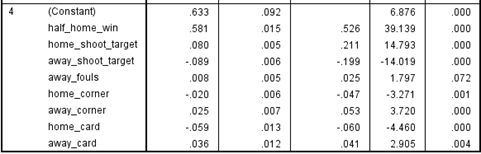 4 (Constant) .633 .092 6.876 .000
half_home_win .581 .015 .526 39.139 .000
home_shoot_target .080 .005 .211 14.793 .000
away_shoot_target -.089 .006 -.199 -14.019 .000
away_fouls .008 .005 .025 1.797 .072
home_corner -.020 .006 -.047 -3.271 .001
away_corner .025 .007 .053 3.720 .000
home_card -.059 .013 -.060 -4.460 .000
away_card .036 .012 .041 2.905 .004